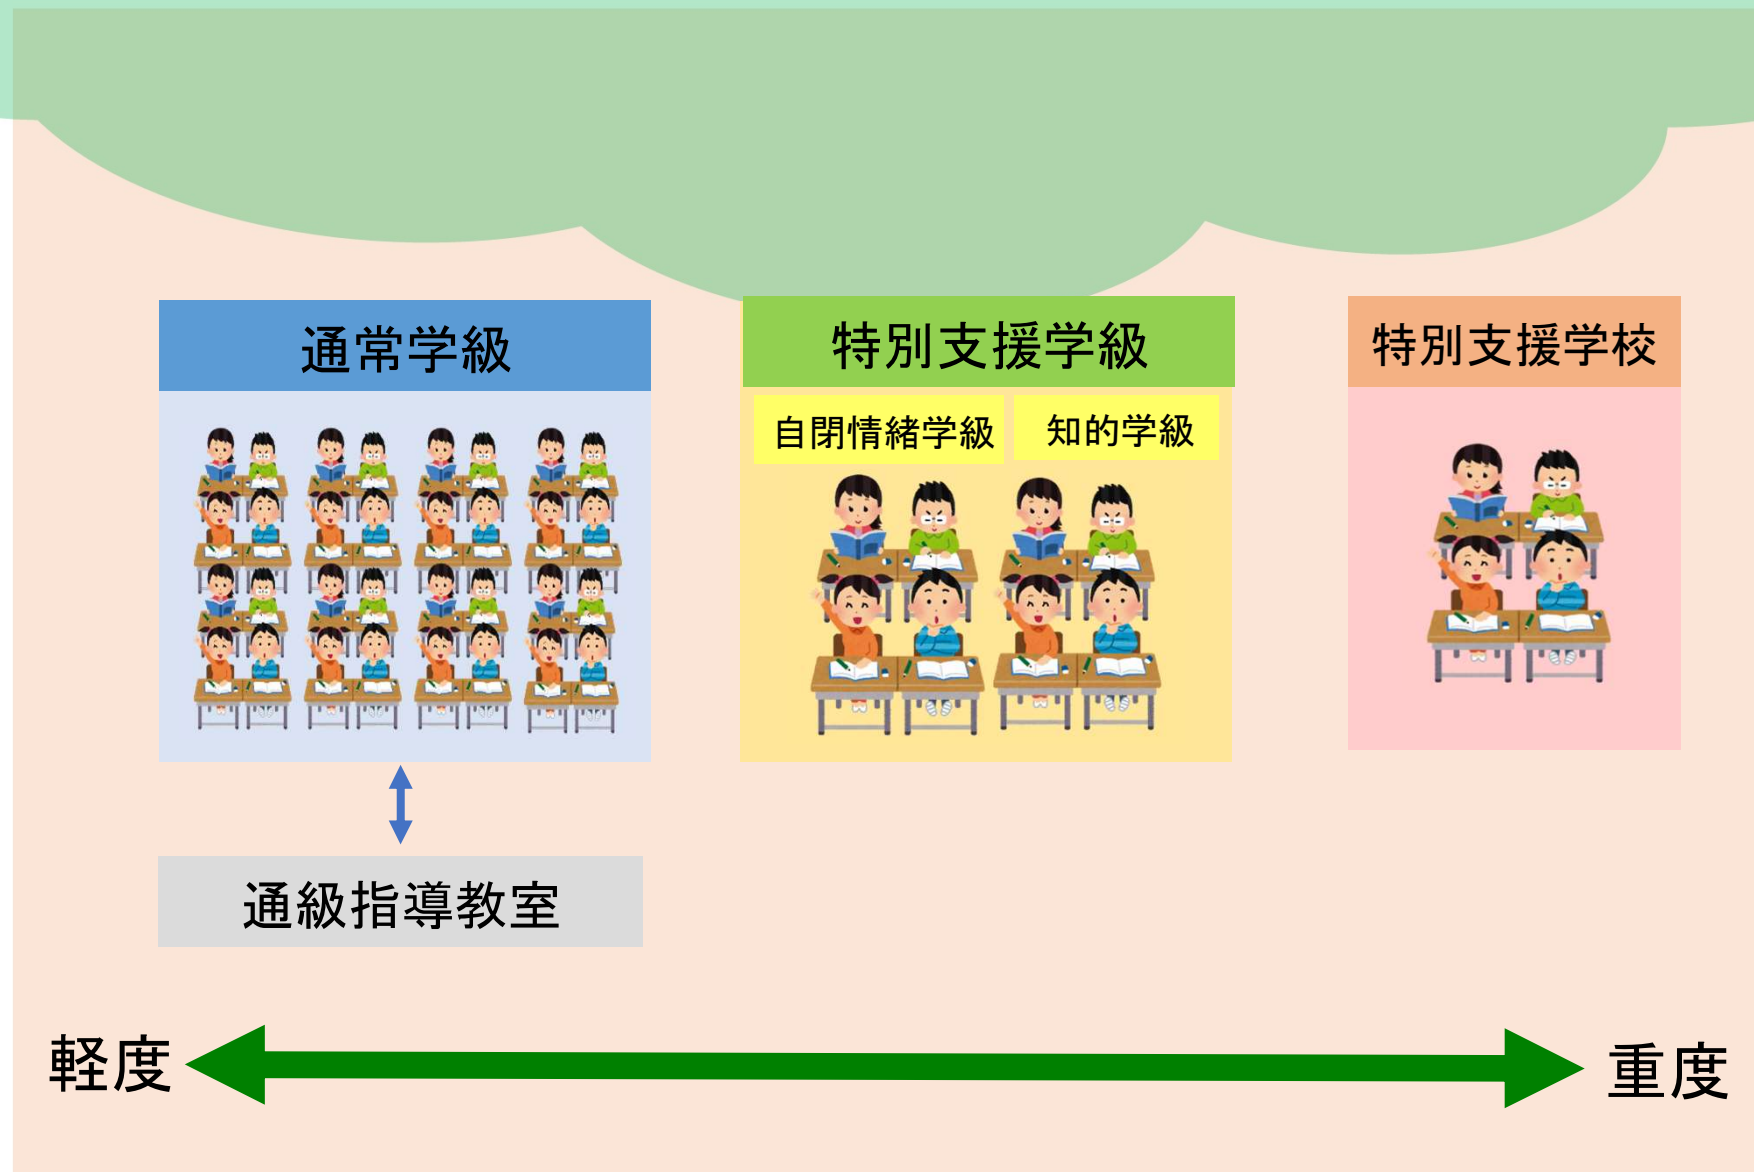 通常学級
特別支援学級
特別支援学校
自閉情緒学級
知的学級
通級指導教室
軽度
重度